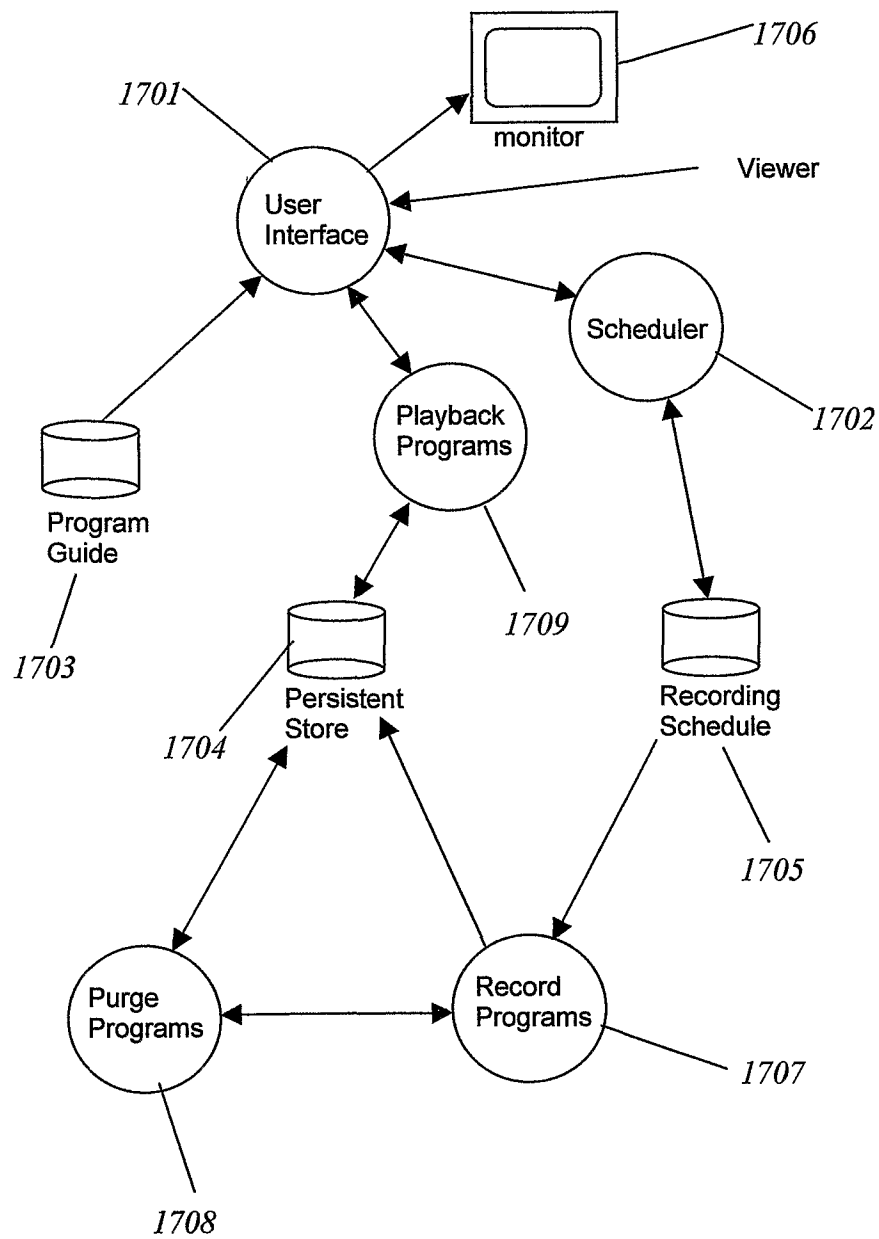 1706
1701
monitor
Viewer
User
Interface
Scheduler
1702
Playback
Programs
Program
Guide
1703
1709
Persistent
Store
1704
Recording
Schedule
1705
Purge
Programs
Record
Programs
1707
1708